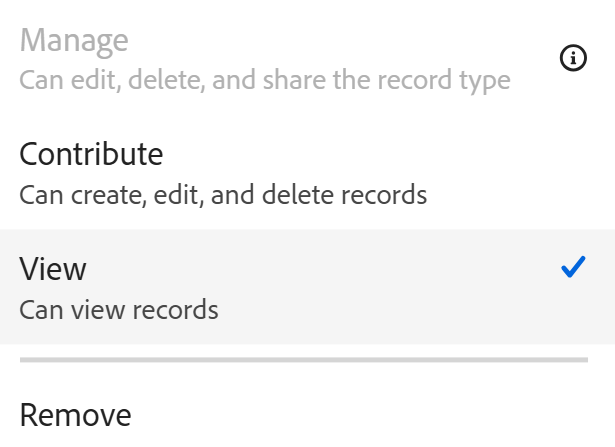 Manage
Can edit, delete, and share the record type
Contribute
Can create, edit, and delete records
View
Can view records
Remove